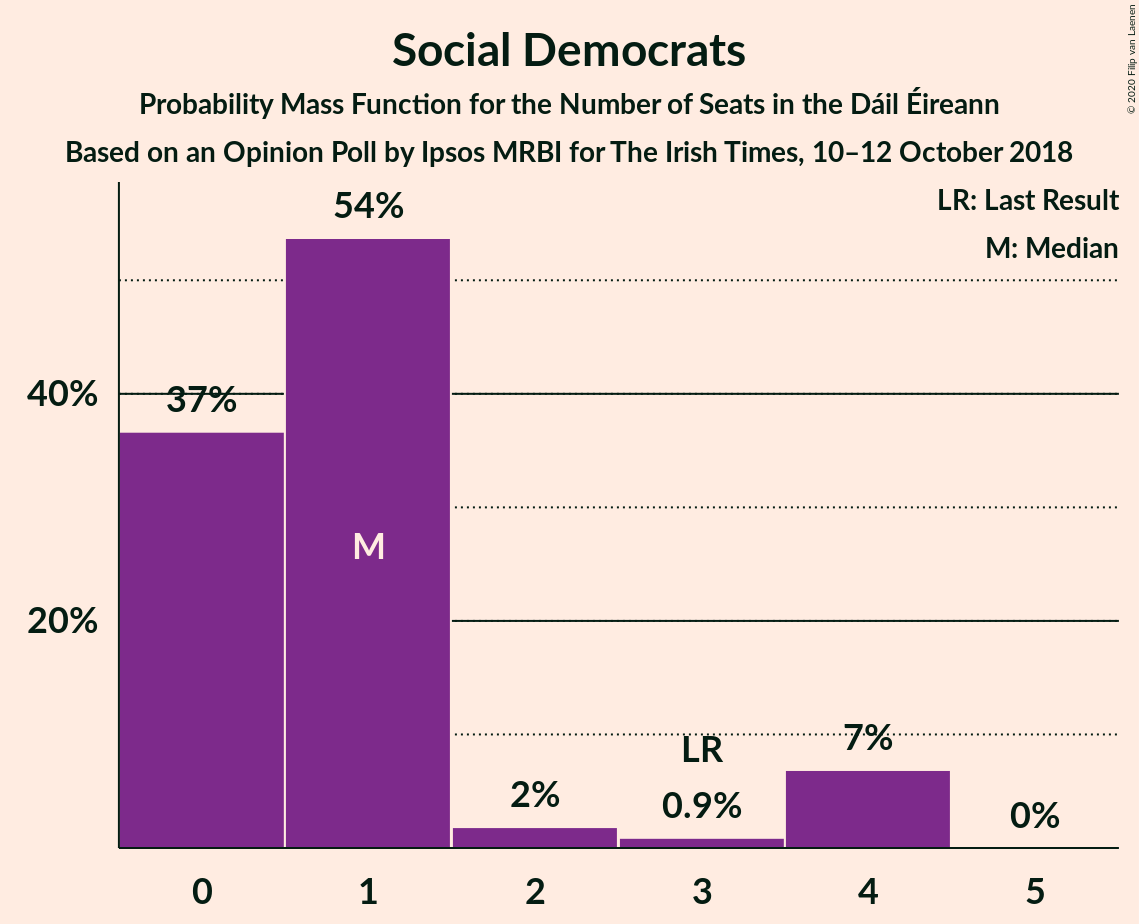 Social Democrats
Probability Mass Function for the Number of Seats in the Dáil Éireann
Based on an Opinion Poll by Ipsos MRBI for The Irish Times, 10–12 October 2018
© 2020 Filip van Laenen
LR: Last Result
M: Median
54%
40%
37%
M
20%
LR
7%
2%
0.9%
0%
0 1 2 3 4 5